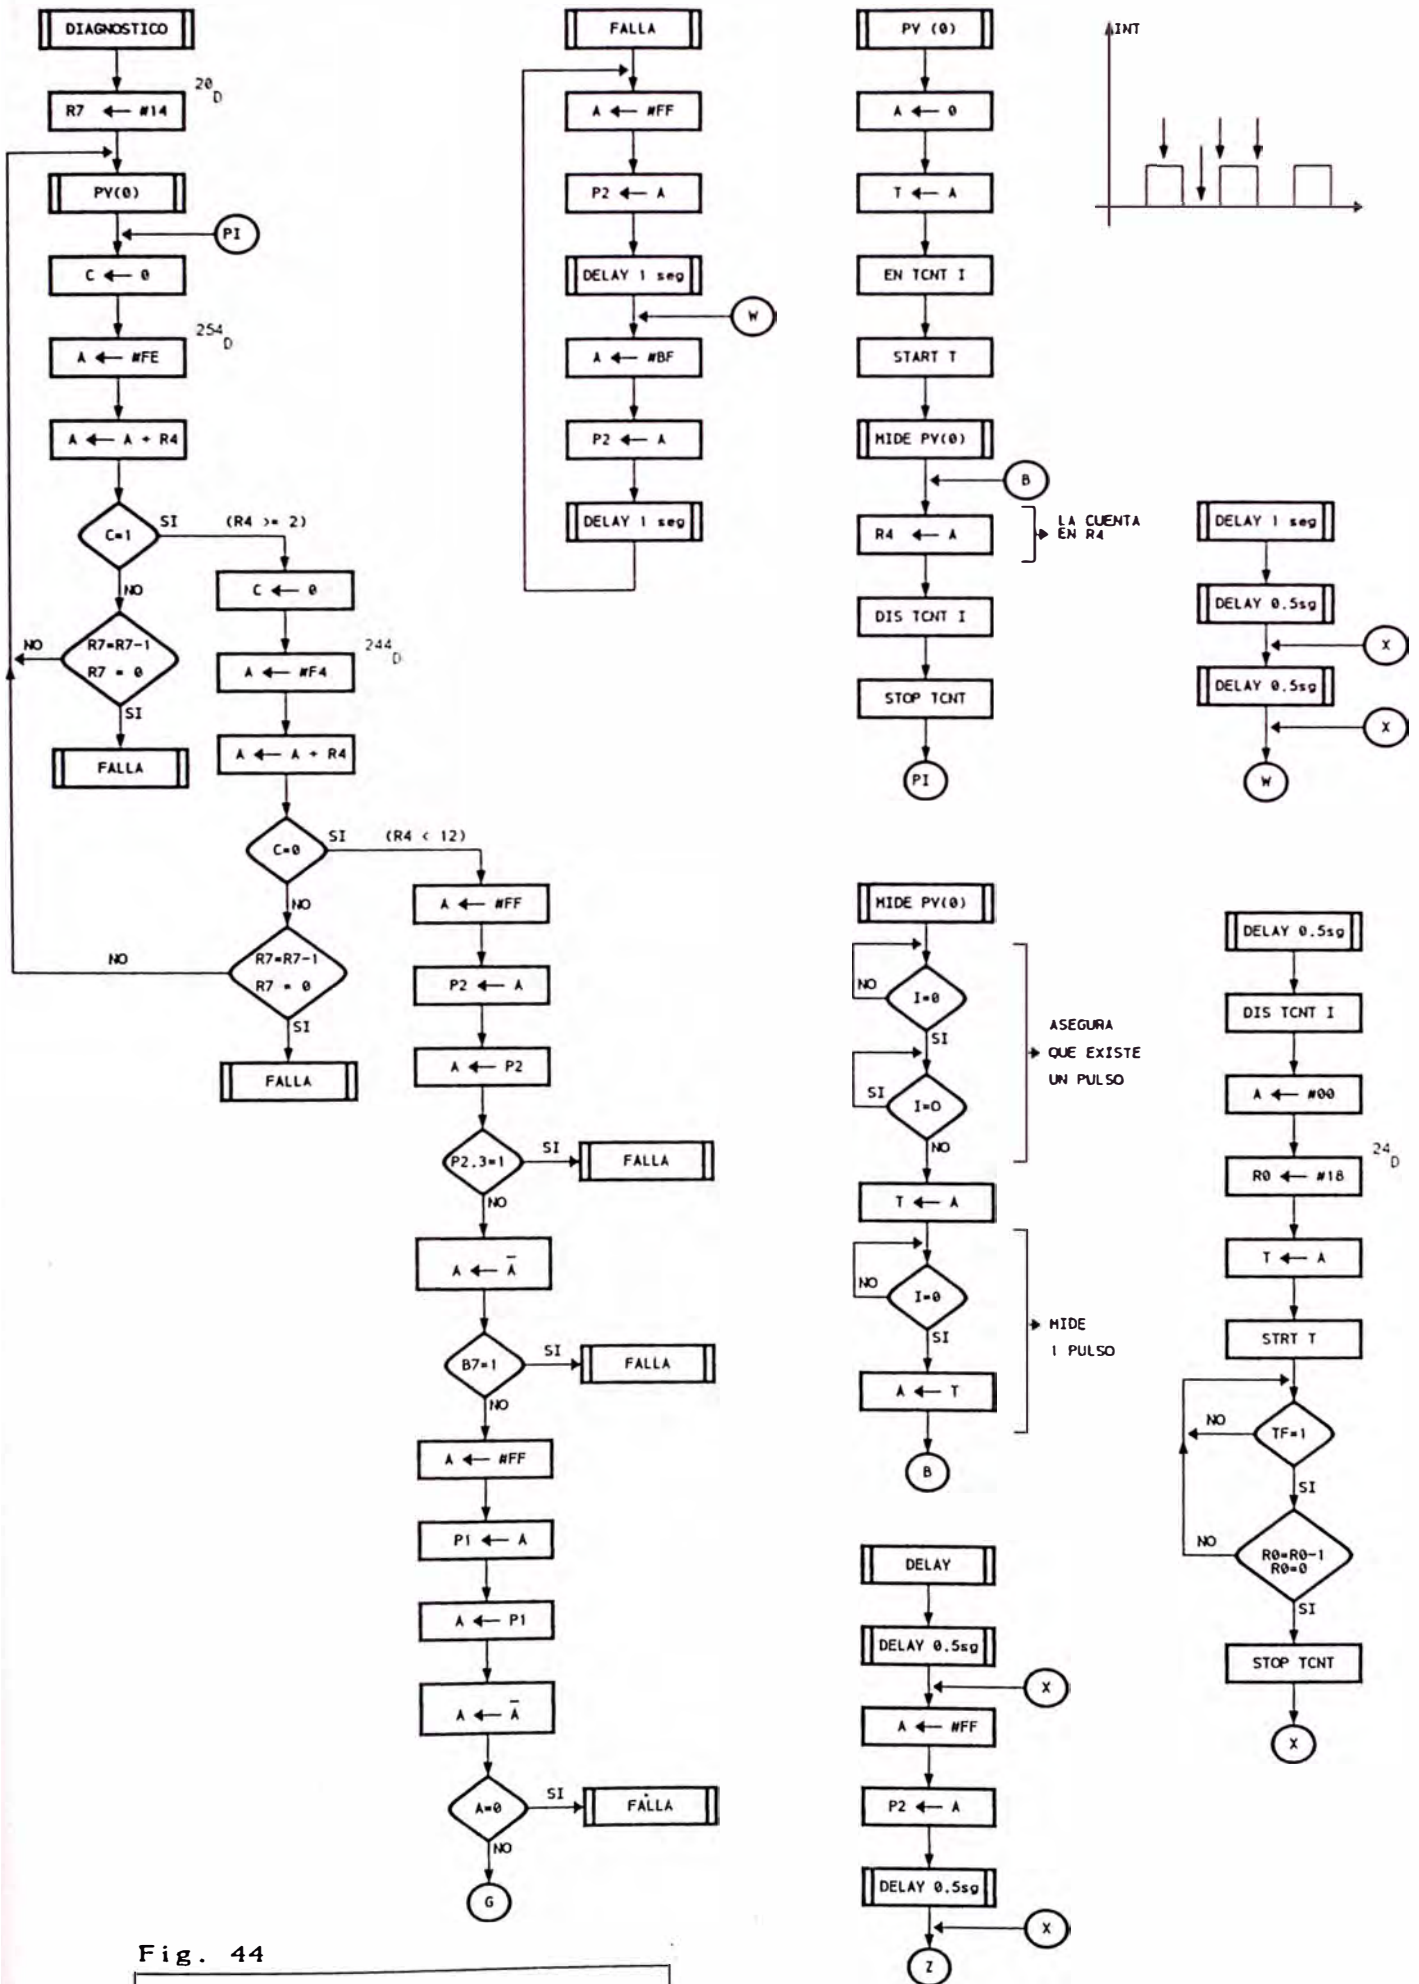 DIAGNOSTICO
R7 ← #14
20D
PV(0)
PI
C ← 0
A ← #FE
254D
A ← A + R4
C=1
SI
(R4 >= 2)
NO
R7=R7-1
R7 = 0
NO
SI
FALLA
C ← 0
A ← #F4
244D
A ← A + R4
C=0
SI
(R4 < 12)
NO
R7=R7-1
R7 = 0
NO
SI
FALLA
A ← #FF
P2 ← A
A ← P2
P2.3=1
SI
FALLA
NO
A ← A̅
B7=1
SI
FALLA
NO
A ← #FF
P1 ← A
A ← P1
A ← A̅
A=0
SI
FALLA
NO
G
FALLA
A ← #FF
P2 ← A
DELAY 1 seg
W
A ← #BF
P2 ← A
DELAY 1 seg
PV (0)
A ← 0
T ← A
EN TCNT I
START T
MIDE PV(0)
B
R4 ← A
LA CUENTA
EN R4
DIS TCNT I
STOP TCNT
PI
INT
DELAY 1 seg
DELAY 0.5sg
X
DELAY 0.5sg
X
W
MIDE PV(0)
NO
I=0
SI
SI
I=O
NO
ASEGURA
QUE EXISTE
UN PULSO
T ← A
NO
I=0
SI
MIDE
1 PULSO
A ← T
B
DELAY
DELAY 0.5sg
X
A ← #FF
P2 ← A
DELAY 0.5sg
X
Z
DELAY 0.5sg
DIS TCNT I
A ← #00
R0 ← #18
24D
T ← A
STRT T
NO
TF=1
SI
NO
R0=R0-1
R0=0
SI
STOP TCNT
X
Fig. 44